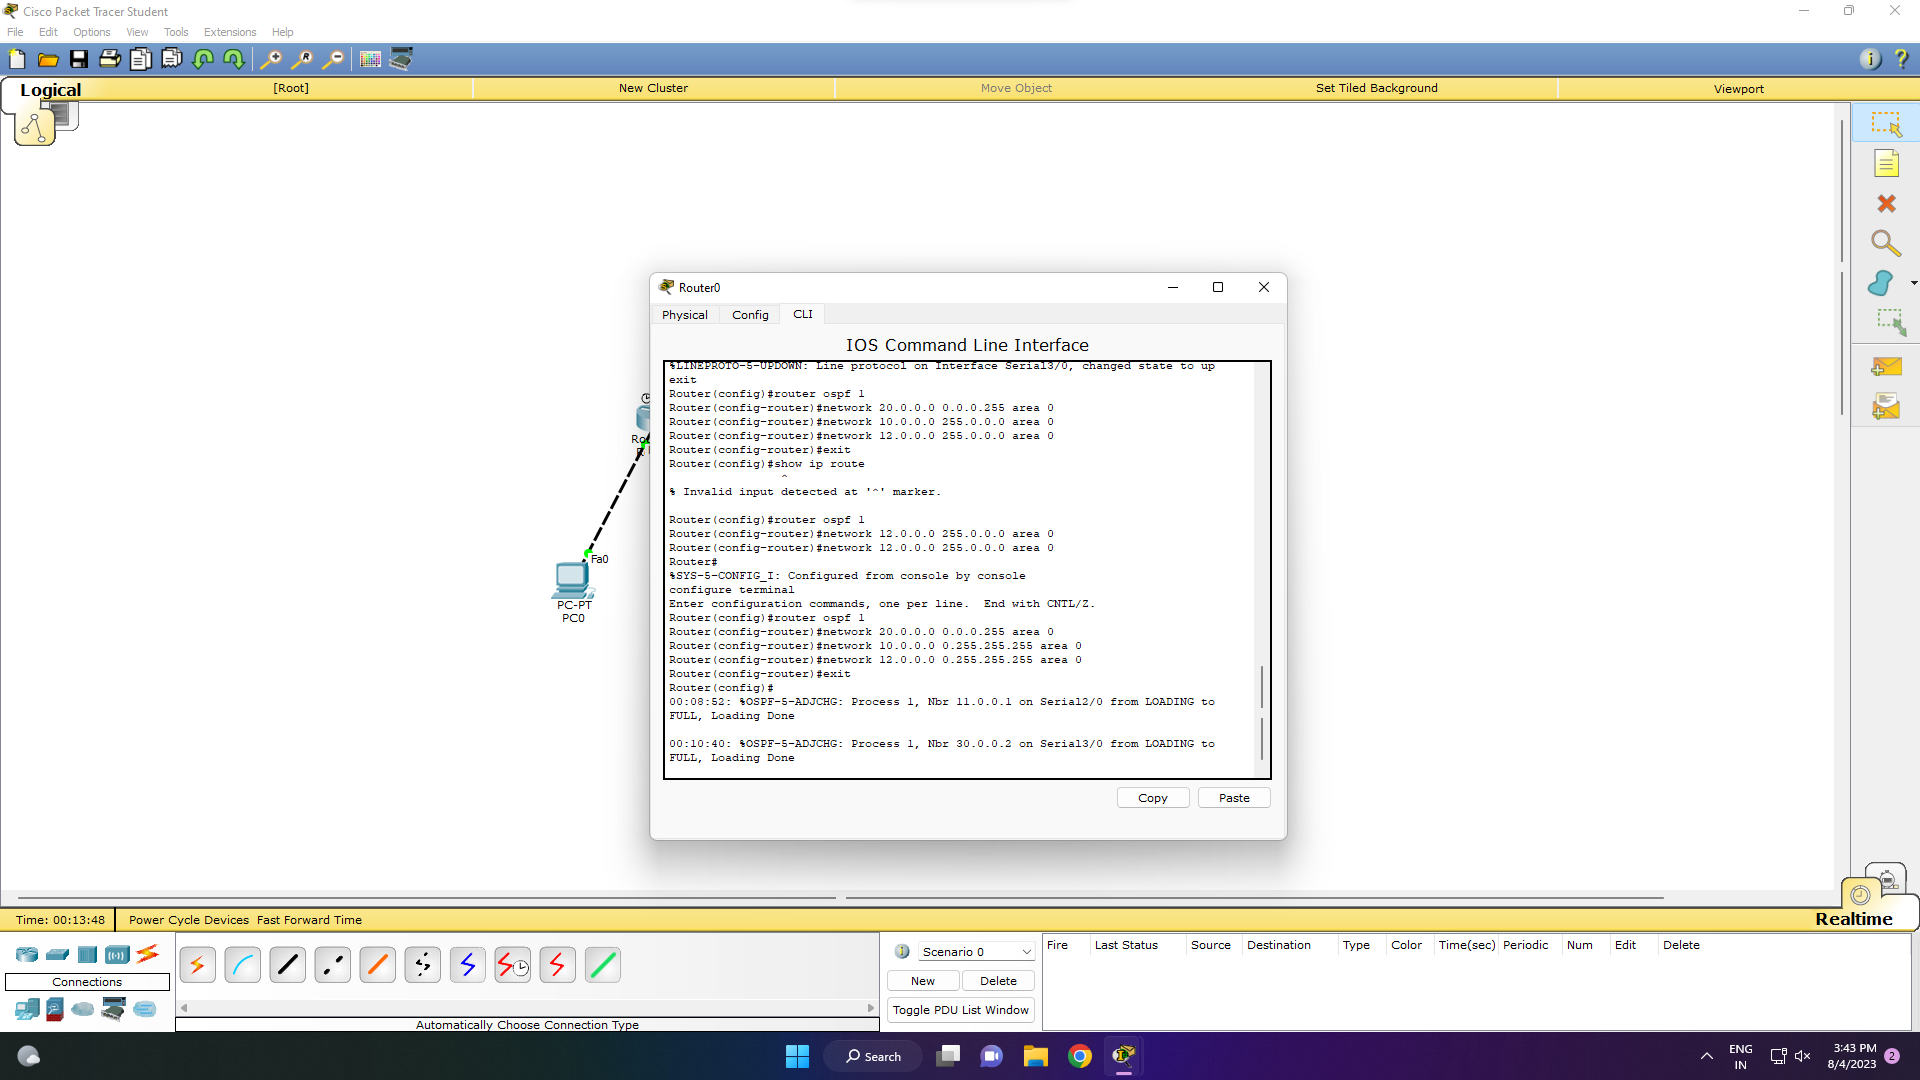 Cisco Packet Tracer Student
File Edit Options View Tools Extensions Help
Logical
[Root]
New Cluster
Move Object
Set Tiled Background
Viewport
Router0
Physical Config CLI
IOS Command Line Interface
%LINEPROTO-5-UPDOWN: Line protocol on Interface Serial3/0, changed state to up
exit
Router(config)#router ospf 1
Router(config-router)#network 20.0.0.0 0.0.0.255 area 0
Router(config-router)#network 10.0.0.0 255.0.0.0 area 0
Router(config-router)#network 12.0.0.0 255.0.0.0 area 0
Router(config-router)#exit
Router(config)#show ip route
^
% Invalid input detected at '^' marker.
Router(config)#router ospf 1
Router(config-router)#network 12.0.0.0 255.0.0.0 area 0
Router(config-router)#network 12.0.0.0 255.0.0.0 area 0
Router#
%SYS-5-CONFIG_I: Configured from console by console
configure terminal
Enter configuration commands, one per line.  End with CNTL/Z.
Router(config)#router ospf 1
Router(config-router)#network 20.0.0.0 0.0.0.255 area 0
Router(config-router)#network 10.0.0.0 0.255.255.255 area 0
Router(config-router)#network 12.0.0.0 0.255.255.255 area 0
Router(config-router)#exit
Router(config)#
00:08:52: %OSPF-5-ADJCHG: Process 1, Nbr 11.0.0.1 on Serial2/0 from LOADING to
FULL, Loading Done
00:10:40: %OSPF-5-ADJCHG: Process 1, Nbr 30.0.0.2 on Serial3/0 from LOADING to
FULL, Loading Done
Copy Paste
Fa0
PC-PT
PC0
Time: 00:13:48 Power Cycle Devices Fast Forward Time
Realtime
Connections
Automatically Choose Connection Type
Scenario 0
New Delete
Toggle PDU List Window
Fire Last Status Source Destination Type Color Time(sec) Periodic Num Edit Delete
Search
ENG
IN
3:43 PM
8/4/2023
2